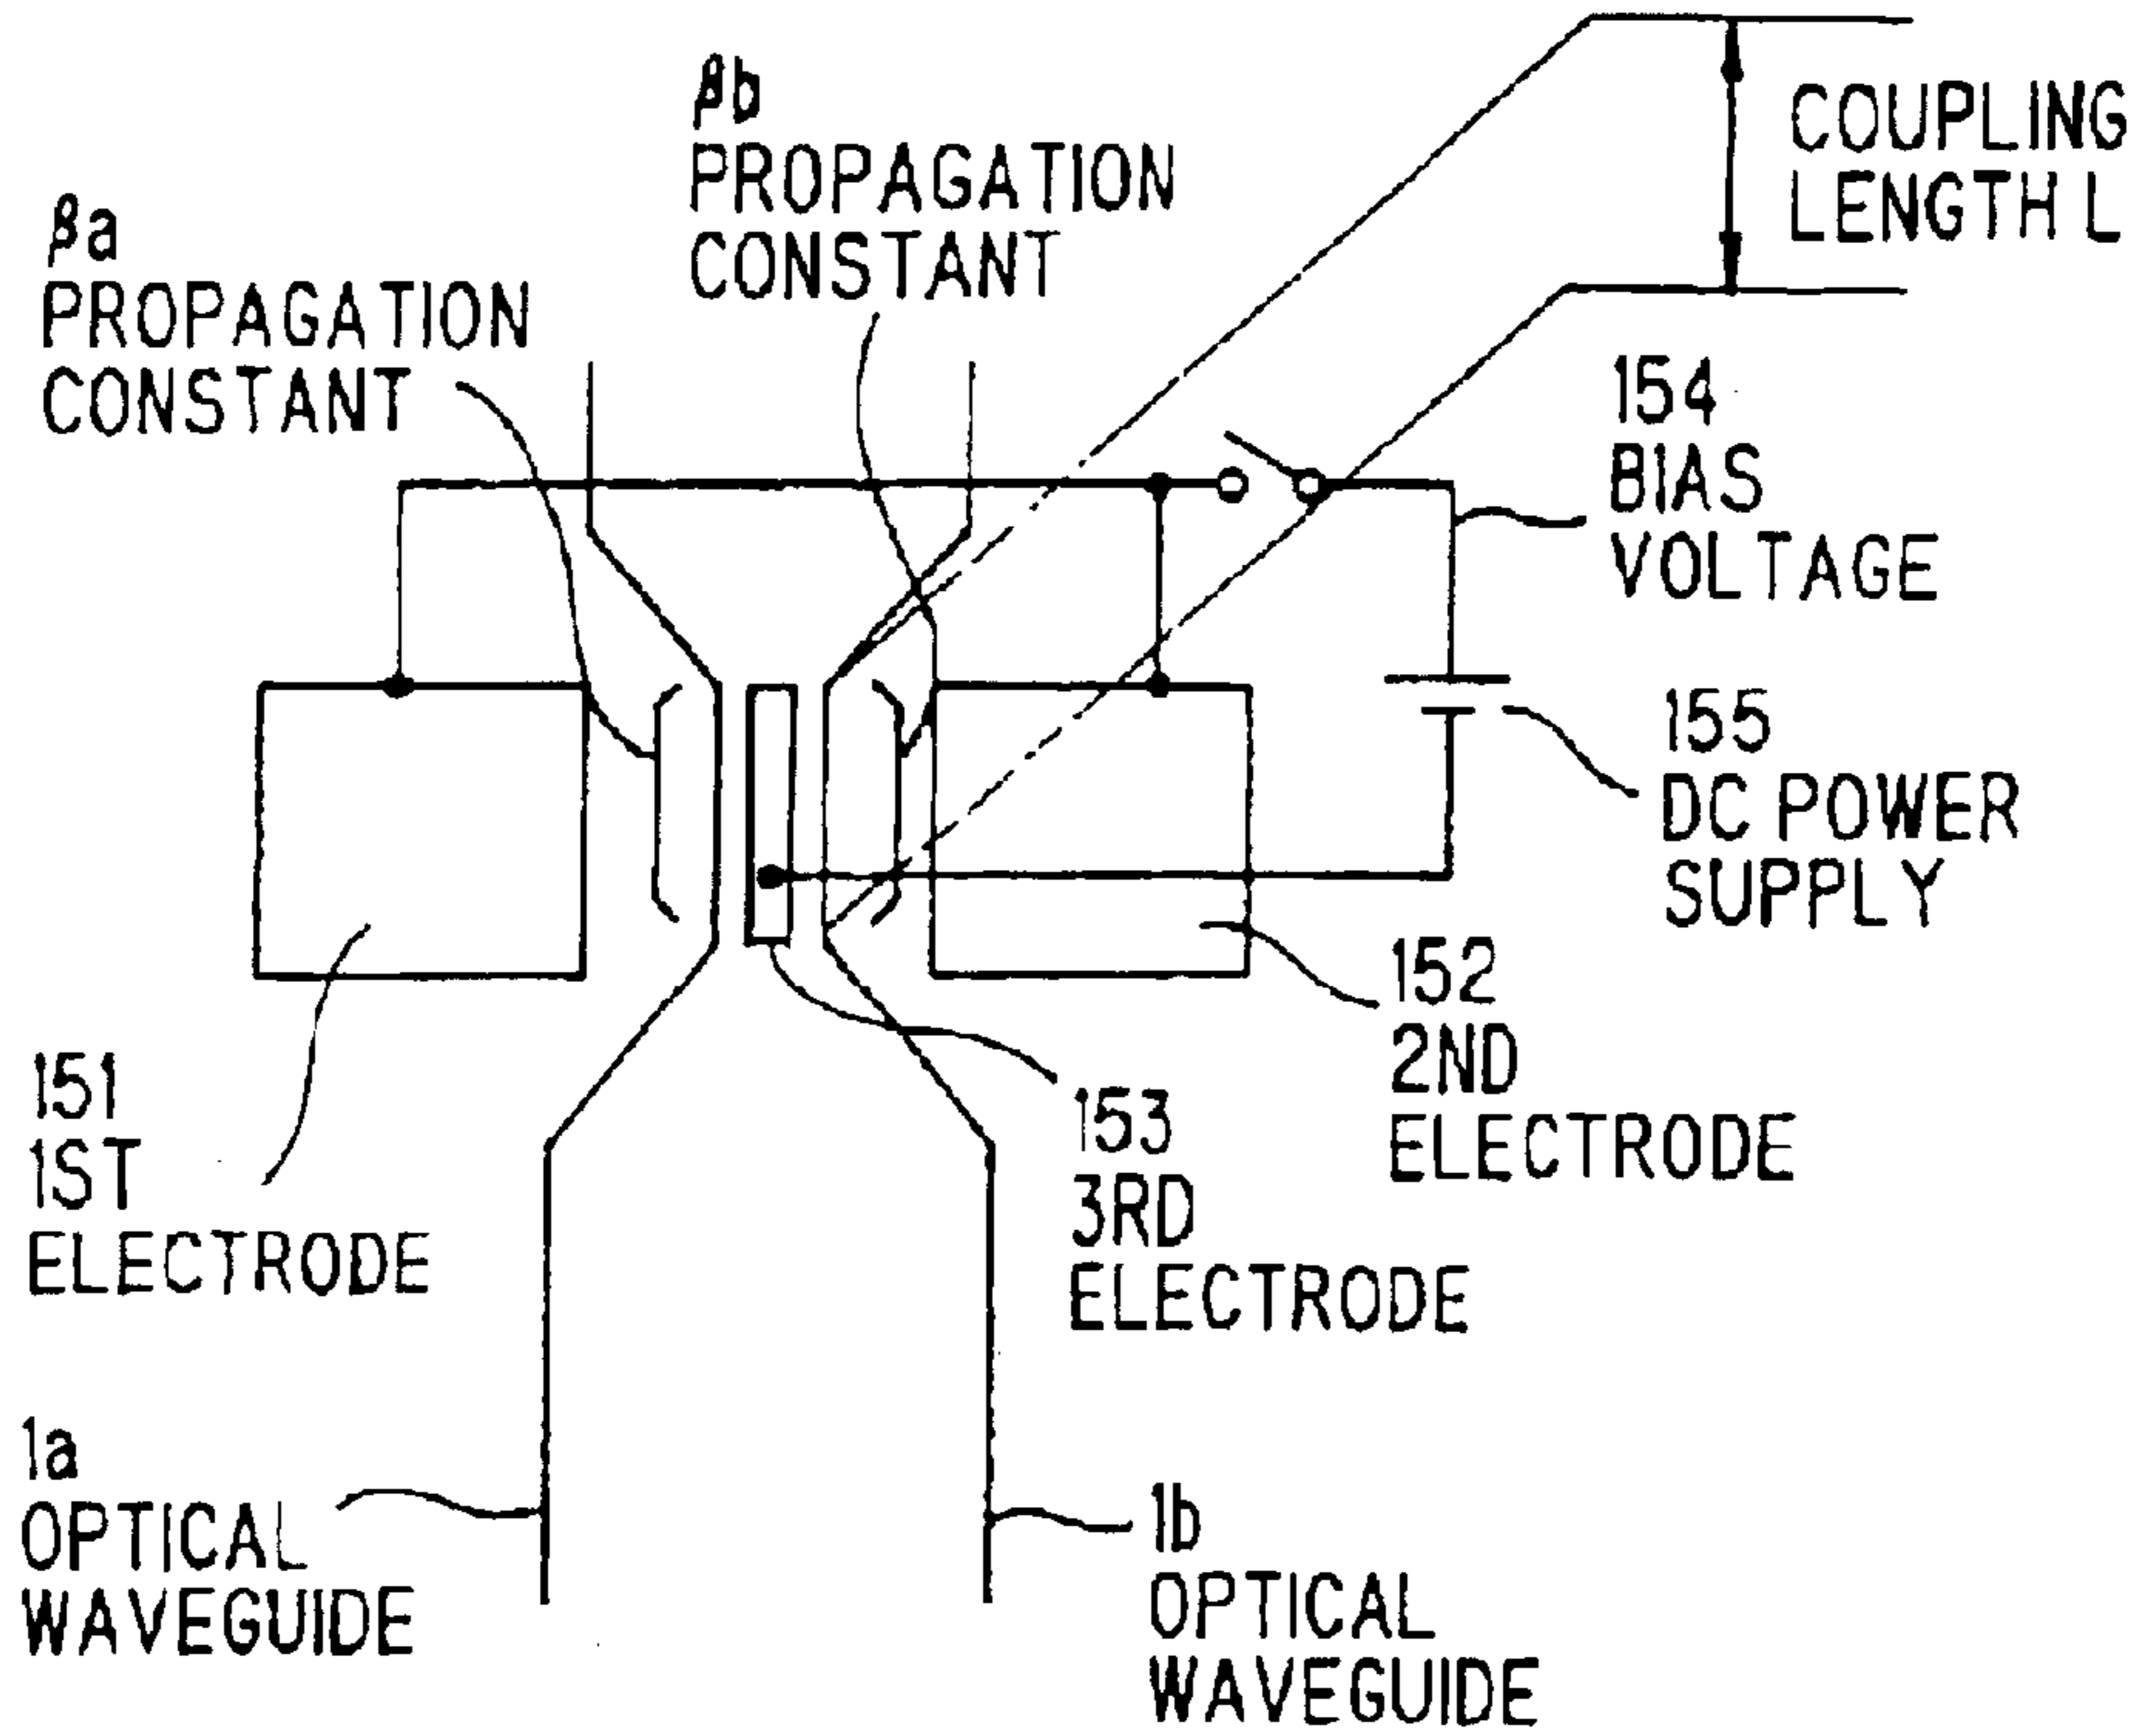 βb
PROPAGATION
CONSTANT
βa
PROPAGATION
CONSTANT
COUPLING
LENGTH L
154
BIAS
VOLTAGE
155
DC POWER
SUPPLY
152
2ND
ELECTRODE
151
1ST
ELECTRODE
153
3RD
ELECTRODE
1a
OPTICAL
WAVEGUIDE
1b
OPTICAL
WAVEGUIDE